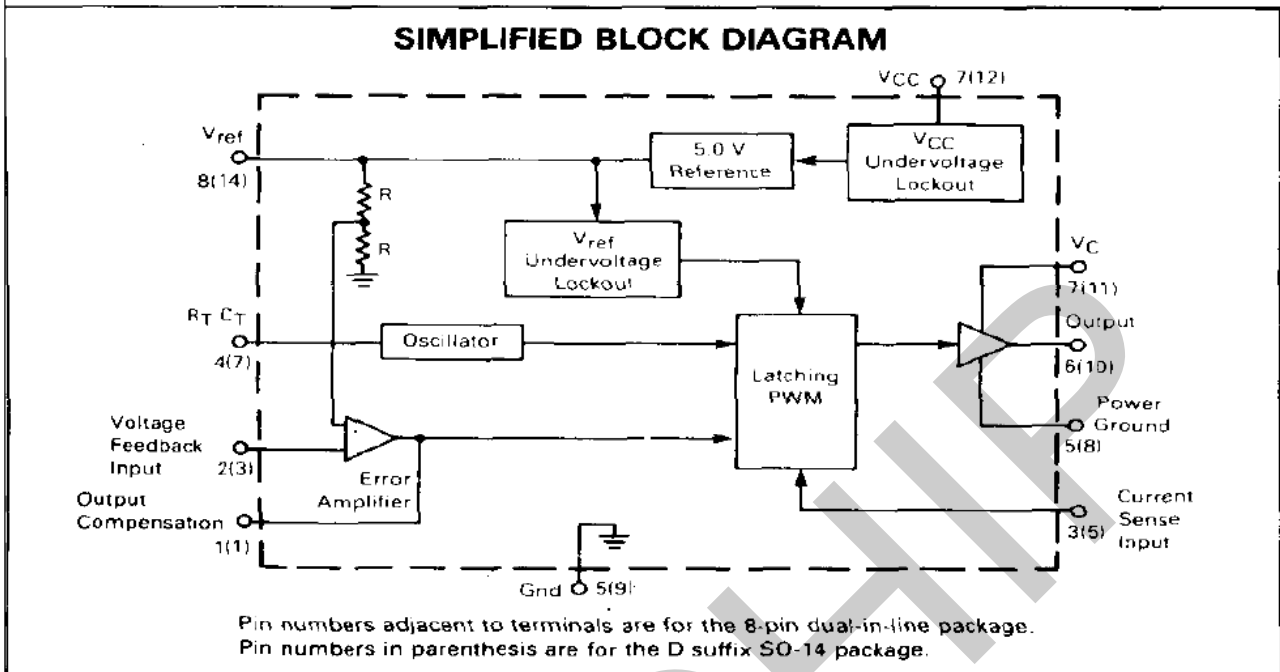 SIMPLIFIED BLOCK DIAGRAM
VCC 7(12)
Vref
8(14)
R
R
5.0 V
Reference
VCC
Undervoltage
Lockout
Vref
Undervoltage
Lockout
VC
7(11)
RT CT
4(7)
Oscillator
Latching
PWM
Output
6(10)
Power
Ground
5(8)
Voltage
Feedback
Input
2(3)
Error
Amplifier
Output
Compensation
1(1)
Current
Sense
Input
3(5)
Gnd 5(9)
Pin numbers adjacent to terminals are for the 8-pin dual-in-line package.
Pin numbers in parenthesis are for the D suffix SO-14 package.